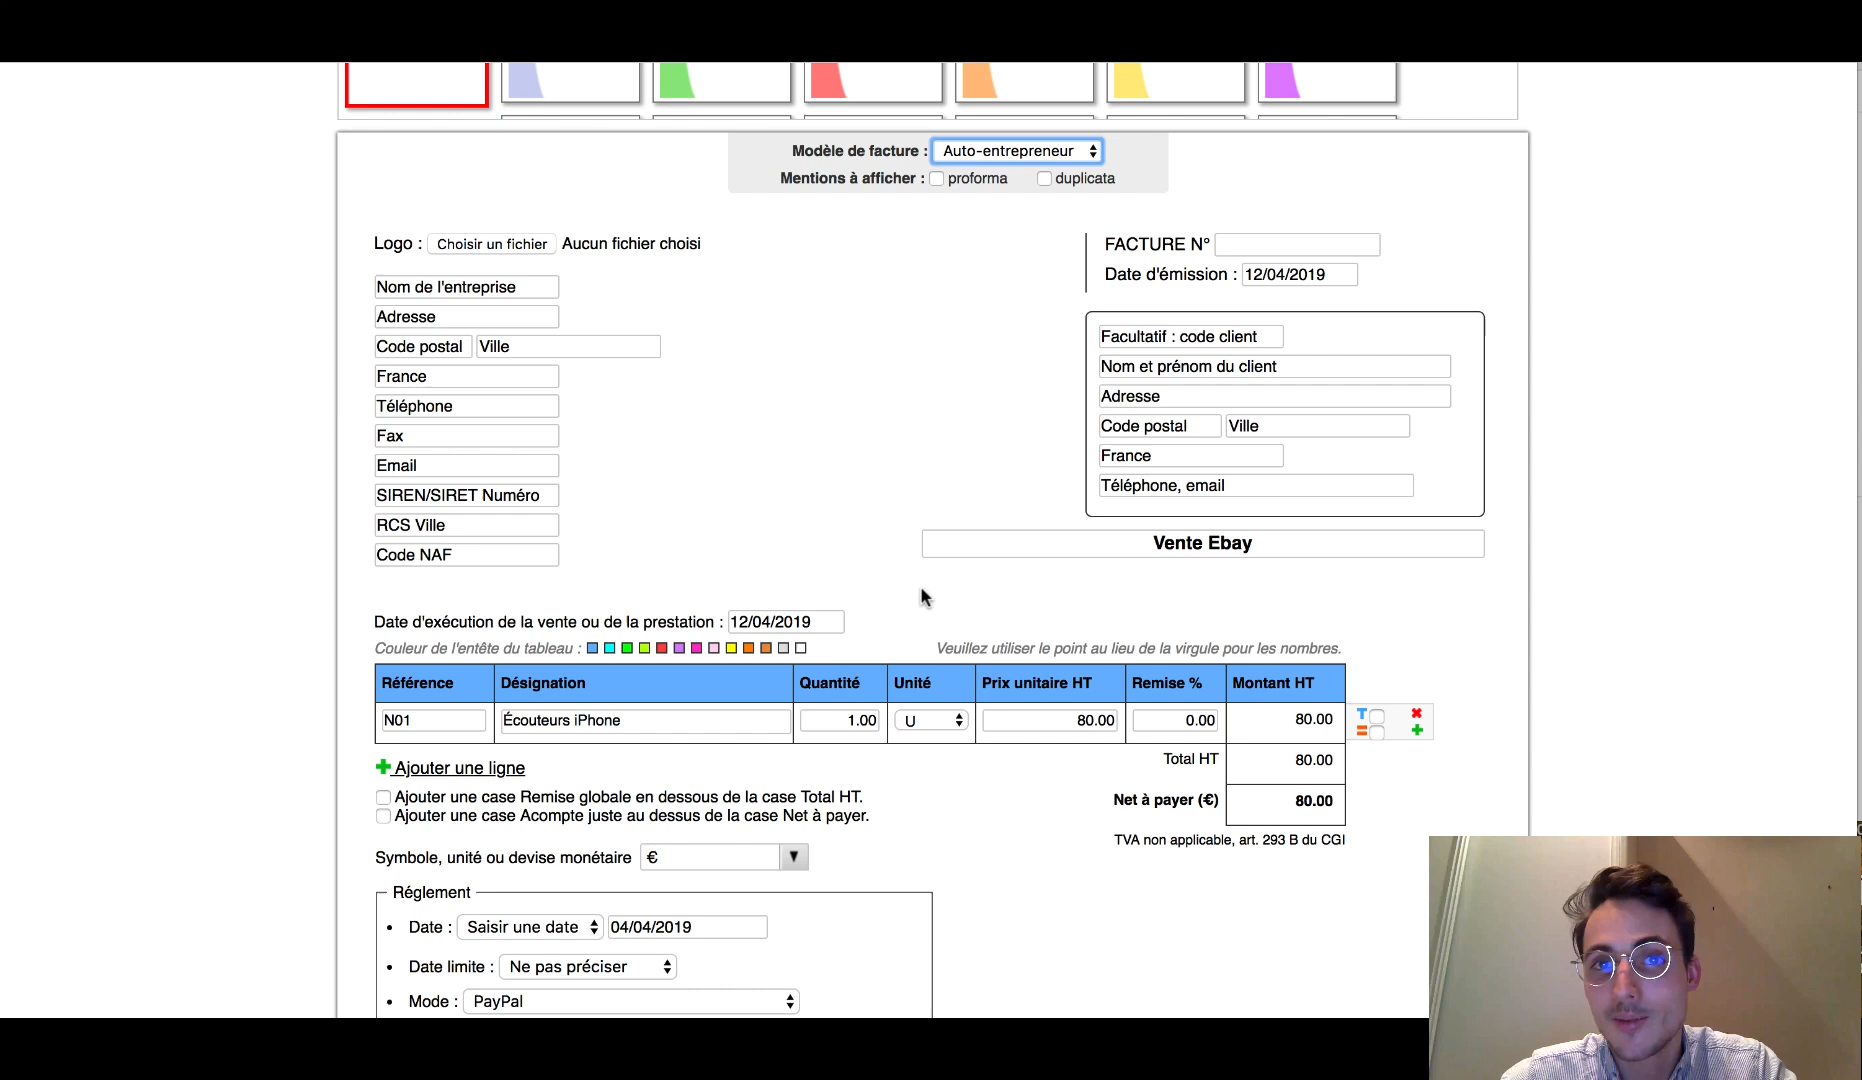 Modèle de facture : Auto-entrepreneur
Mentions à afficher : proforma duplicata
Logo : Choisir un fichier Aucun fichier choisi
FACTURE N°
Date d'émission : 12/04/2019
Nom de l'entreprise
Adresse
Code postal Ville
France
Téléphone
Fax
Email
SIREN/SIRET Numéro
RCS Ville
Code NAF
Facultatif : code client
Nom et prénom du client
Adresse
Code postal Ville
France
Téléphone, email
Vente Ebay
Date d'exécution de la vente ou de la prestation : 12/04/2019
Couleur de l'entête du tableau :
Veuillez utiliser le point au lieu de la virgule pour les nombres.
Référence Désignation Quantité Unité Prix unitaire HT Remise % Montant HT
N01 Écouteurs iPhone 1.00 U 80.00 0.00 80.00
Total HT 80.00
Ajouter une ligne
Ajouter une case Remise globale en dessous de la case Total HT.
Net à payer (€) 80.00
Ajouter une case Acompte juste au dessus de la case Net à payer.
TVA non applicable, art. 293 B du CGI
Symbole, unité ou devise monétaire €
Réglement
• Date : Saisir une date 04/04/2019
• Date limite : Ne pas préciser
• Mode : PayPal